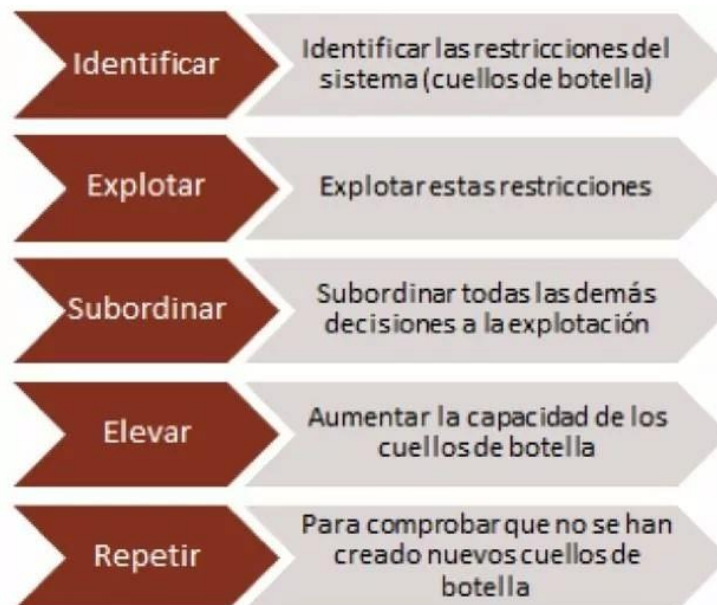 Identificar
Identificar las restricciones del
sistema (cuellos de botella)
Explotar
Explotar estas restricciones
Subordinar
Subordinar todas las demás
decisiones a la explotación
Elevar
Aumentar la capacidad de los
cuellos de botella
Repetir
Para comprobar que no se han
creado nuevos cuellos de
botella